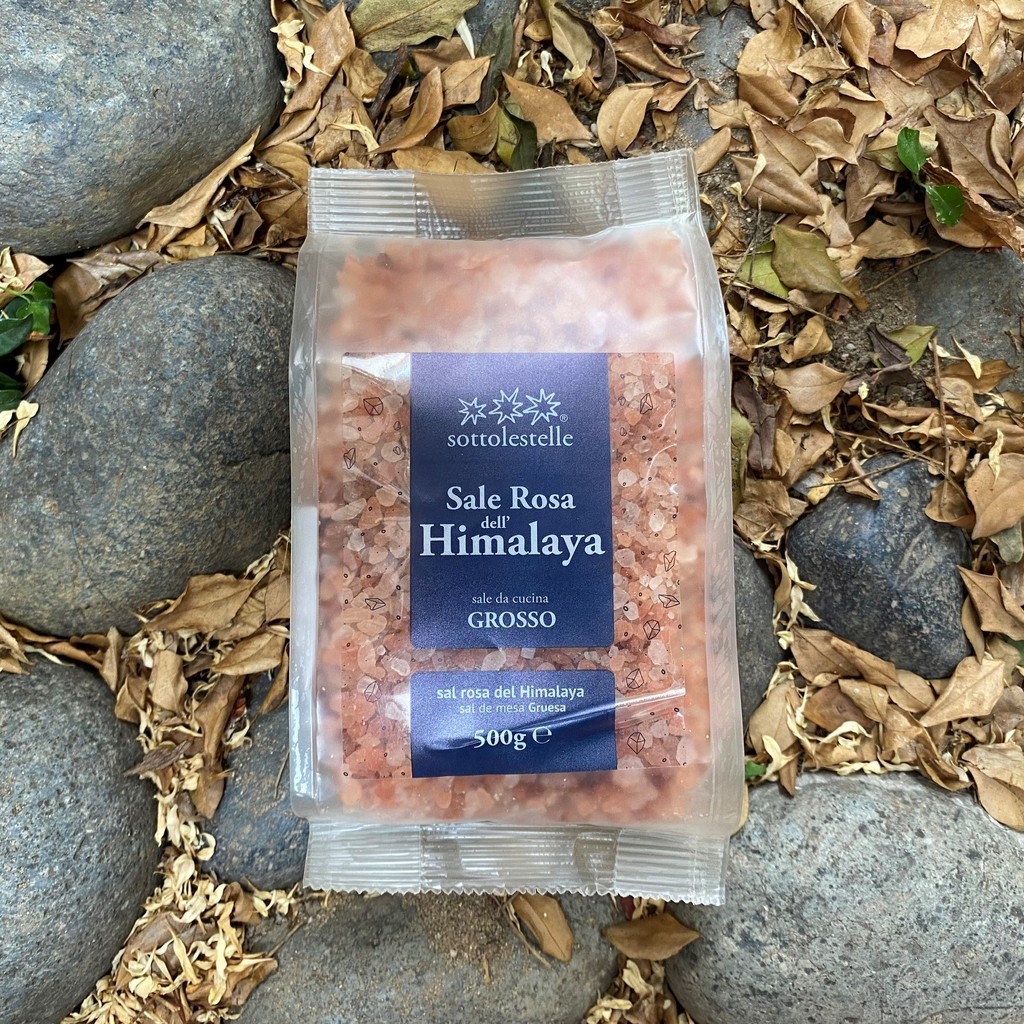 sottolestelle®
Sale Rosa
dell'
Himalaya
sale da cucina
GROSSO
sal rosa del Himalaya
sal de mesa Gruesa
500g ℮